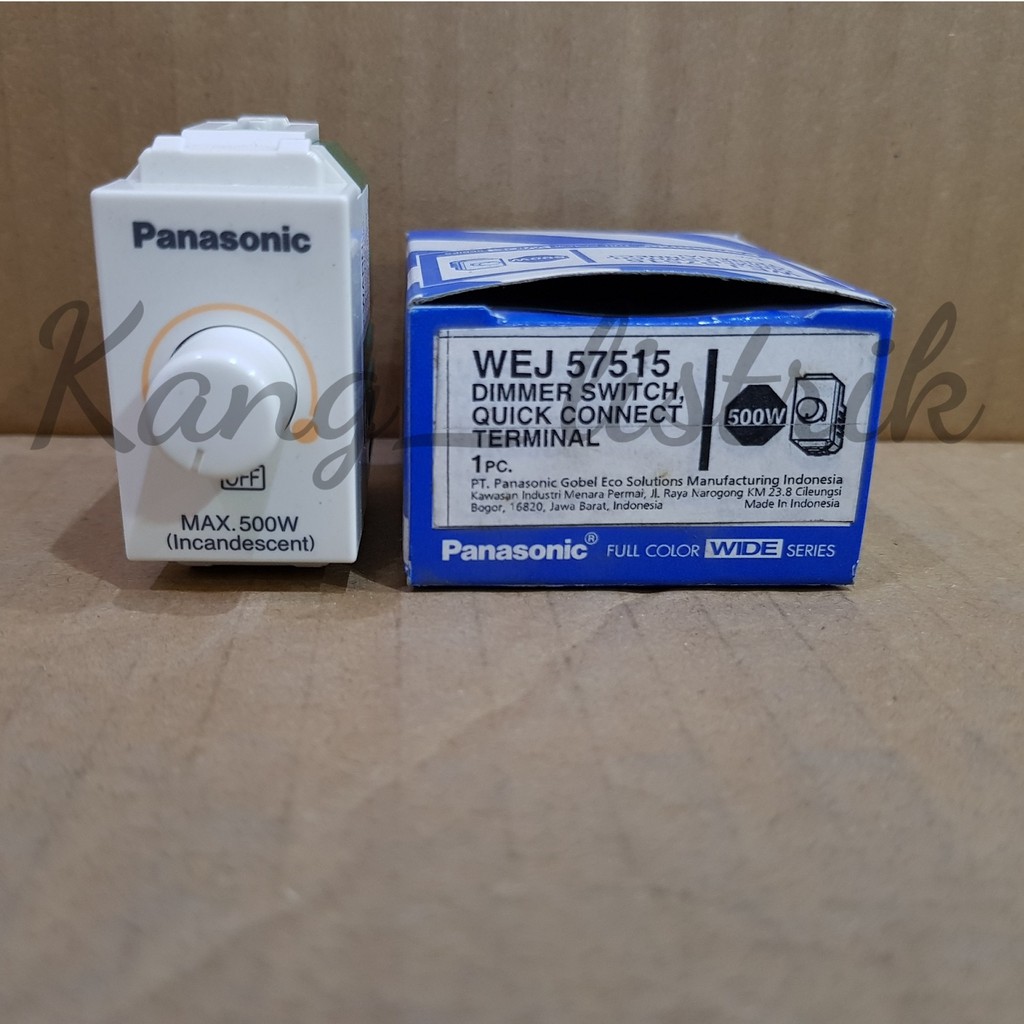 Panasonic
OFF
MAX.500W
(Incandescent)
WEJ 57515
DIMMER SWITCH,
QUICK CONNECT
TERMINAL
1PC.
500W
PT. Panasonic Gobel Eco Solutions Manufacturing Indonesia
Kawasan Industri Menara Permai, Jl. Raya Narogong KM 23.8 Cileungsi
Bogor, 16820, Jawa Barat, Indonesia
Made In Indonesia
Panasonic® FULL COLOR WIDE SERIES
Kang_listrik